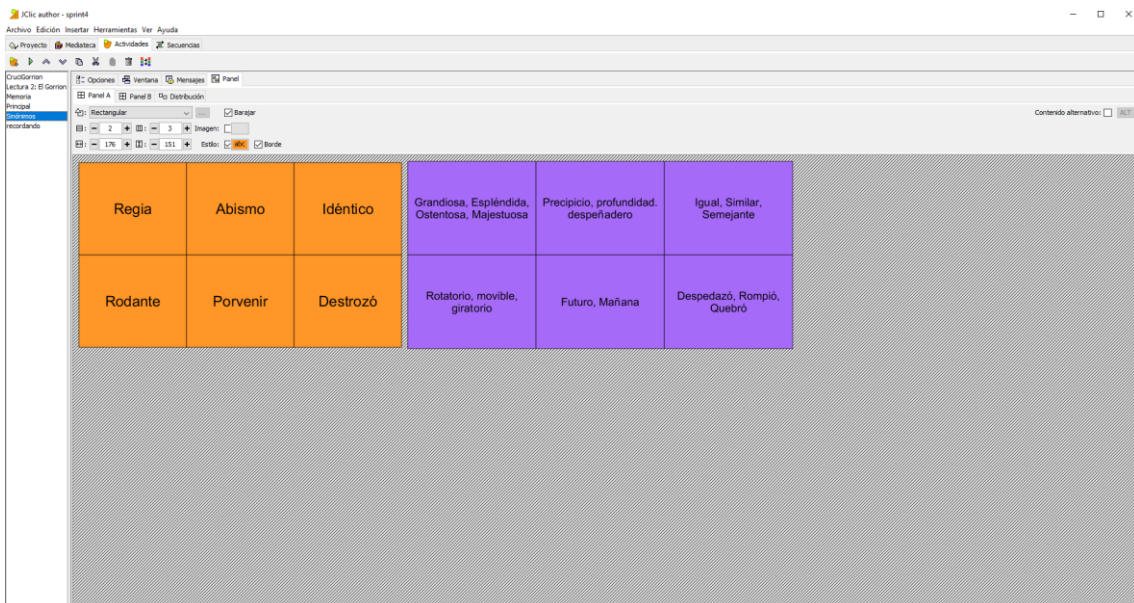 JClic author - sprint4
Archivo Edición Insertar Herramientas Ver Ayuda
Proyecto Mediateca Actividades Secuencias
CruciGorrion
Lectura 2: El Gorrion
Memoria
Principal
Sinónimos
recordando
Opciones Ventana Mensajes Panel
Panel A Panel B Distribución
Rectangular ... Barajar Contenido alternativo: ALT
2 3 Imagen:
176 151 Estilo: abc Borde
Regia Abismo Idéntico
Rodante Porvenir Destrozó
Grandiosa, Espléndida,
Ostentosa, Majestuosa
Precipicio, profundidad.
despeñadero
Igual, Similar,
Semejante
Rotatorio, movible,
giratorio
Futuro, Mañana
Despedazó, Rompió,
Quebró